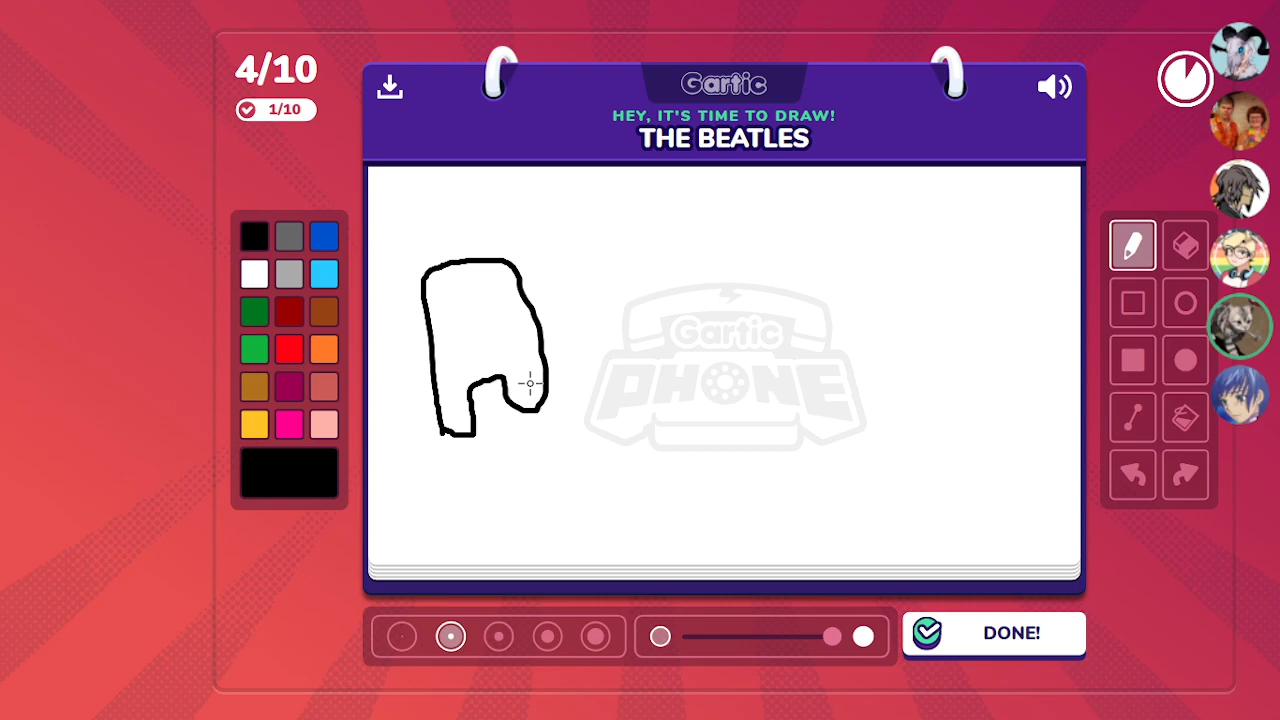 4/10
1/10
Gartic
HEY, IT'S TIME TO DRAW!
THE BEATLES
Gartic
PHONE
DONE!